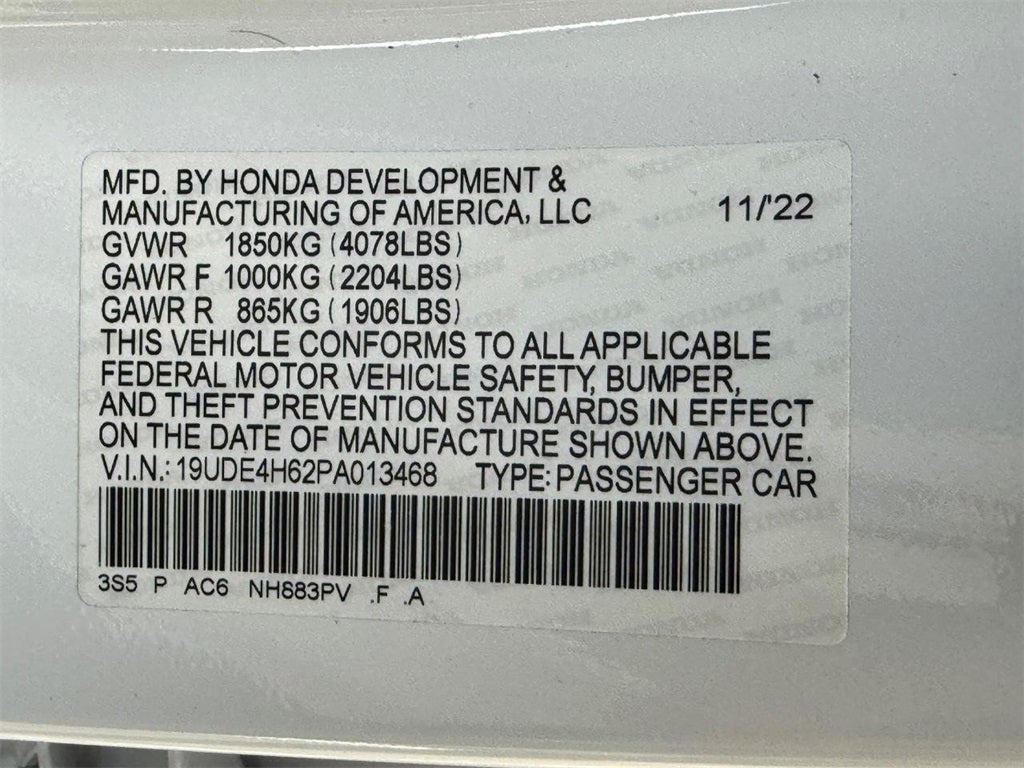 MFD. BY HONDA DEVELOPMENT &
MANUFACTURING OF AMERICA, LLC 11/'22
GVWR 1850KG (4078LBS)
GAWR F 1000KG (2204LBS)
GAWR R 865KG (1906LBS)
THIS VEHICLE CONFORMS TO ALL APPLICABLE
FEDERAL MOTOR VEHICLE SAFETY, BUMPER,
AND THEFT PREVENTION STANDARDS IN EFFECT
ON THE DATE OF MANUFACTURE SHOWN ABOVE.
V.I.N.: 19UDE4H62PA013468 TYPE: PASSENGER CAR
3S5 P AC6 NH883PV .F .A